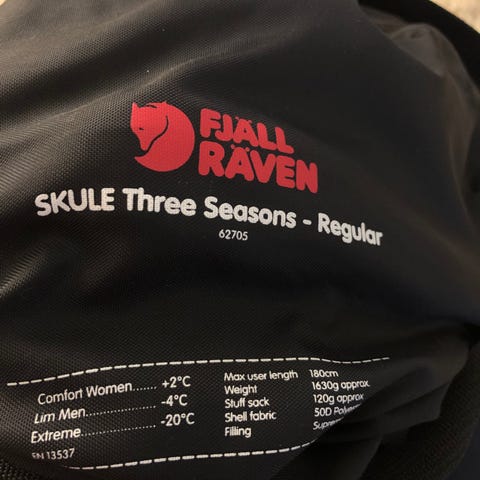 FJÄLL
RÄVEN
SKULE Three Seasons - Regular
62705
Comfort Women...... +2°C
Lim Men................ -4°C
Extreme................. -20°C
EN 13537
Max user length 180cm
Weight 1630g approx
Stuff sack 120g approx
Shell fabric 50D
Filling